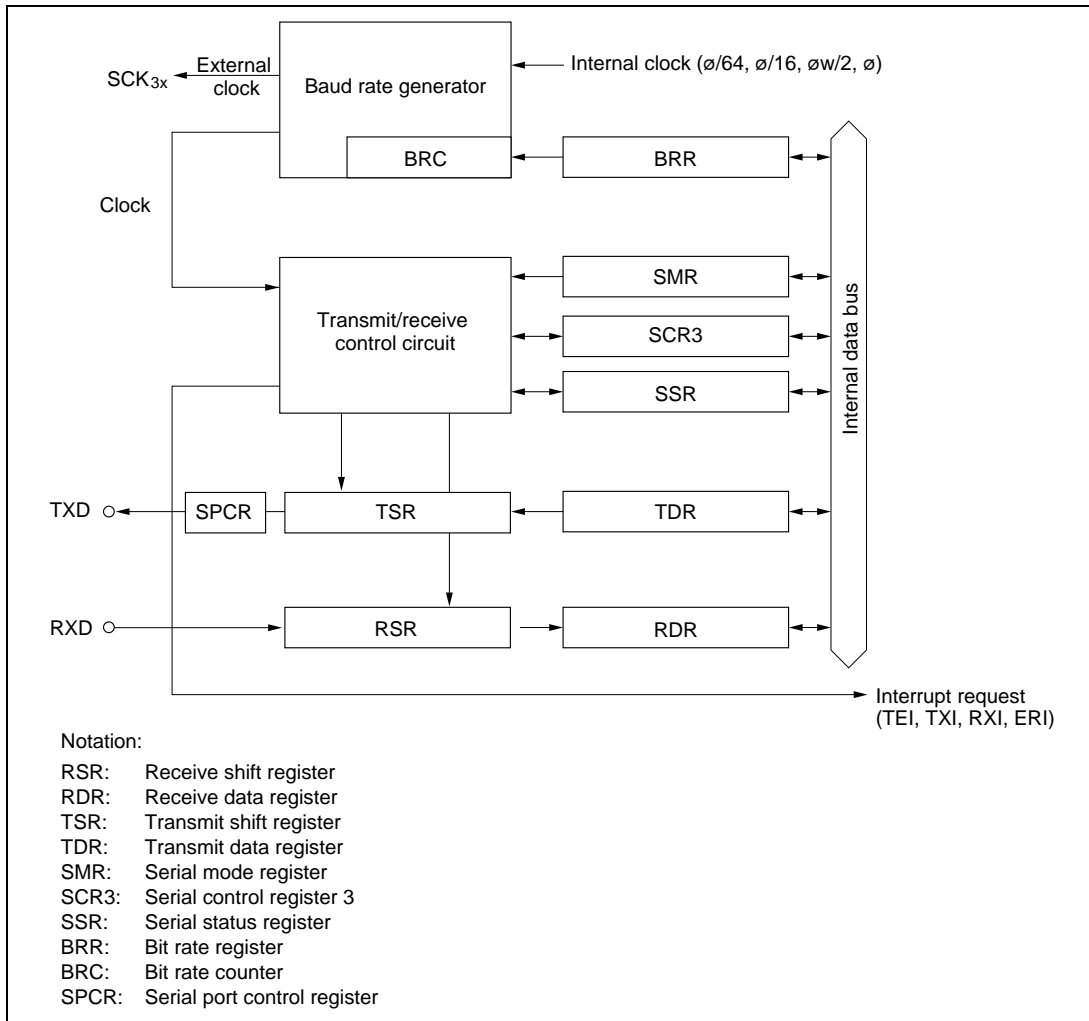 External
clock
SCK3x
Baud rate generator
Internal clock (ø/64, ø/16, øw/2, ø)
BRC
BRR
Clock
Transmit/receive
control circuit
SMR
SCR3
SSR
Internal data bus
TXD
SPCR
TSR
TDR
RXD
RSR
RDR
Interrupt request
(TEI, TXI, RXI, ERI)
Notation:
RSR: Receive shift register
RDR: Receive data register
TSR: Transmit shift register
TDR: Transmit data register
SMR: Serial mode register
SCR3: Serial control register 3
SSR: Serial status register
BRR: Bit rate register
BRC: Bit rate counter
SPCR: Serial port control register